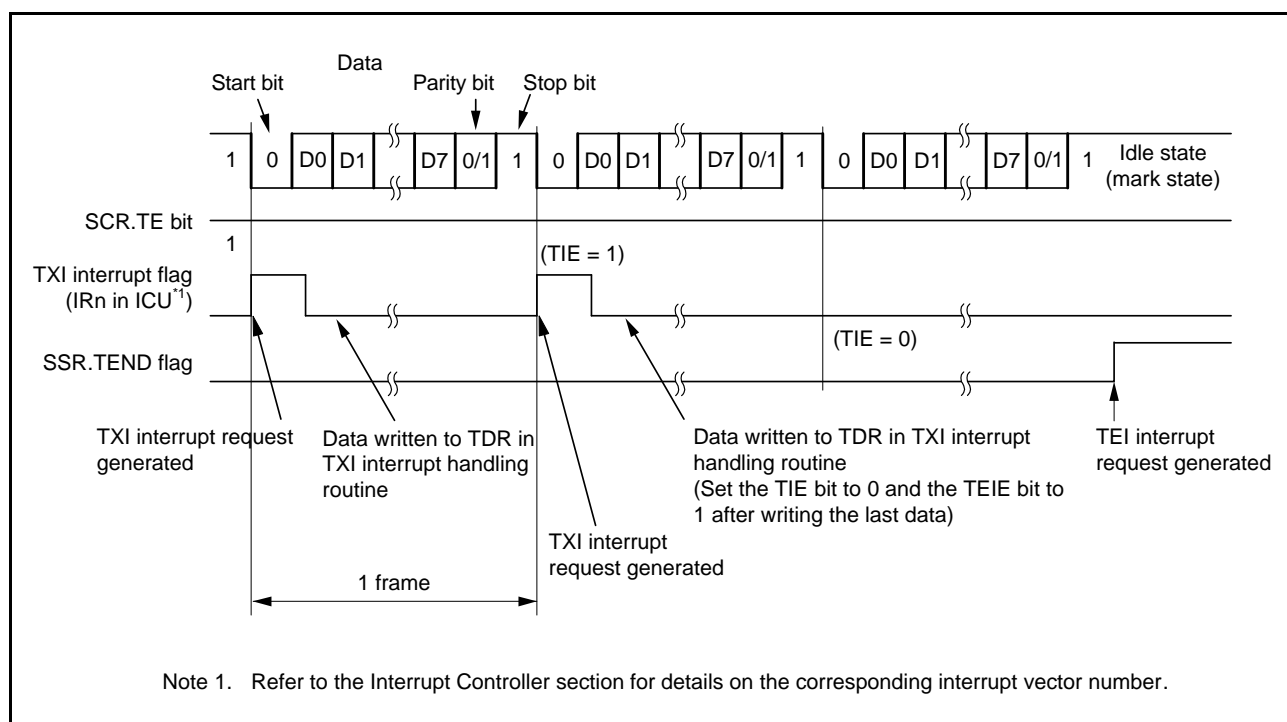 Data
Start bit Parity bit Stop bit
1 0 D0 D1 D7 0/1 1 0 D0 D1 D7 0/1 1 0 D0 D1 D7 0/1 1 Idle state
(mark state)
SCR.TE bit
1
(TIE = 1)
TXI interrupt flag
(IRn in ICU*1)
(TIE = 0)
SSR.TEND flag
TXI interrupt request
generated
Data written to TDR in
TXI interrupt handling
routine
Data written to TDR in TXI interrupt
handling routine
(Set the TIE bit to 0 and the TEIE bit to
1 after writing the last data)
TEI interrupt
request generated
TXI interrupt
request generated
1 frame
Note 1. Refer to the Interrupt Controller section for details on the corresponding interrupt vector number.